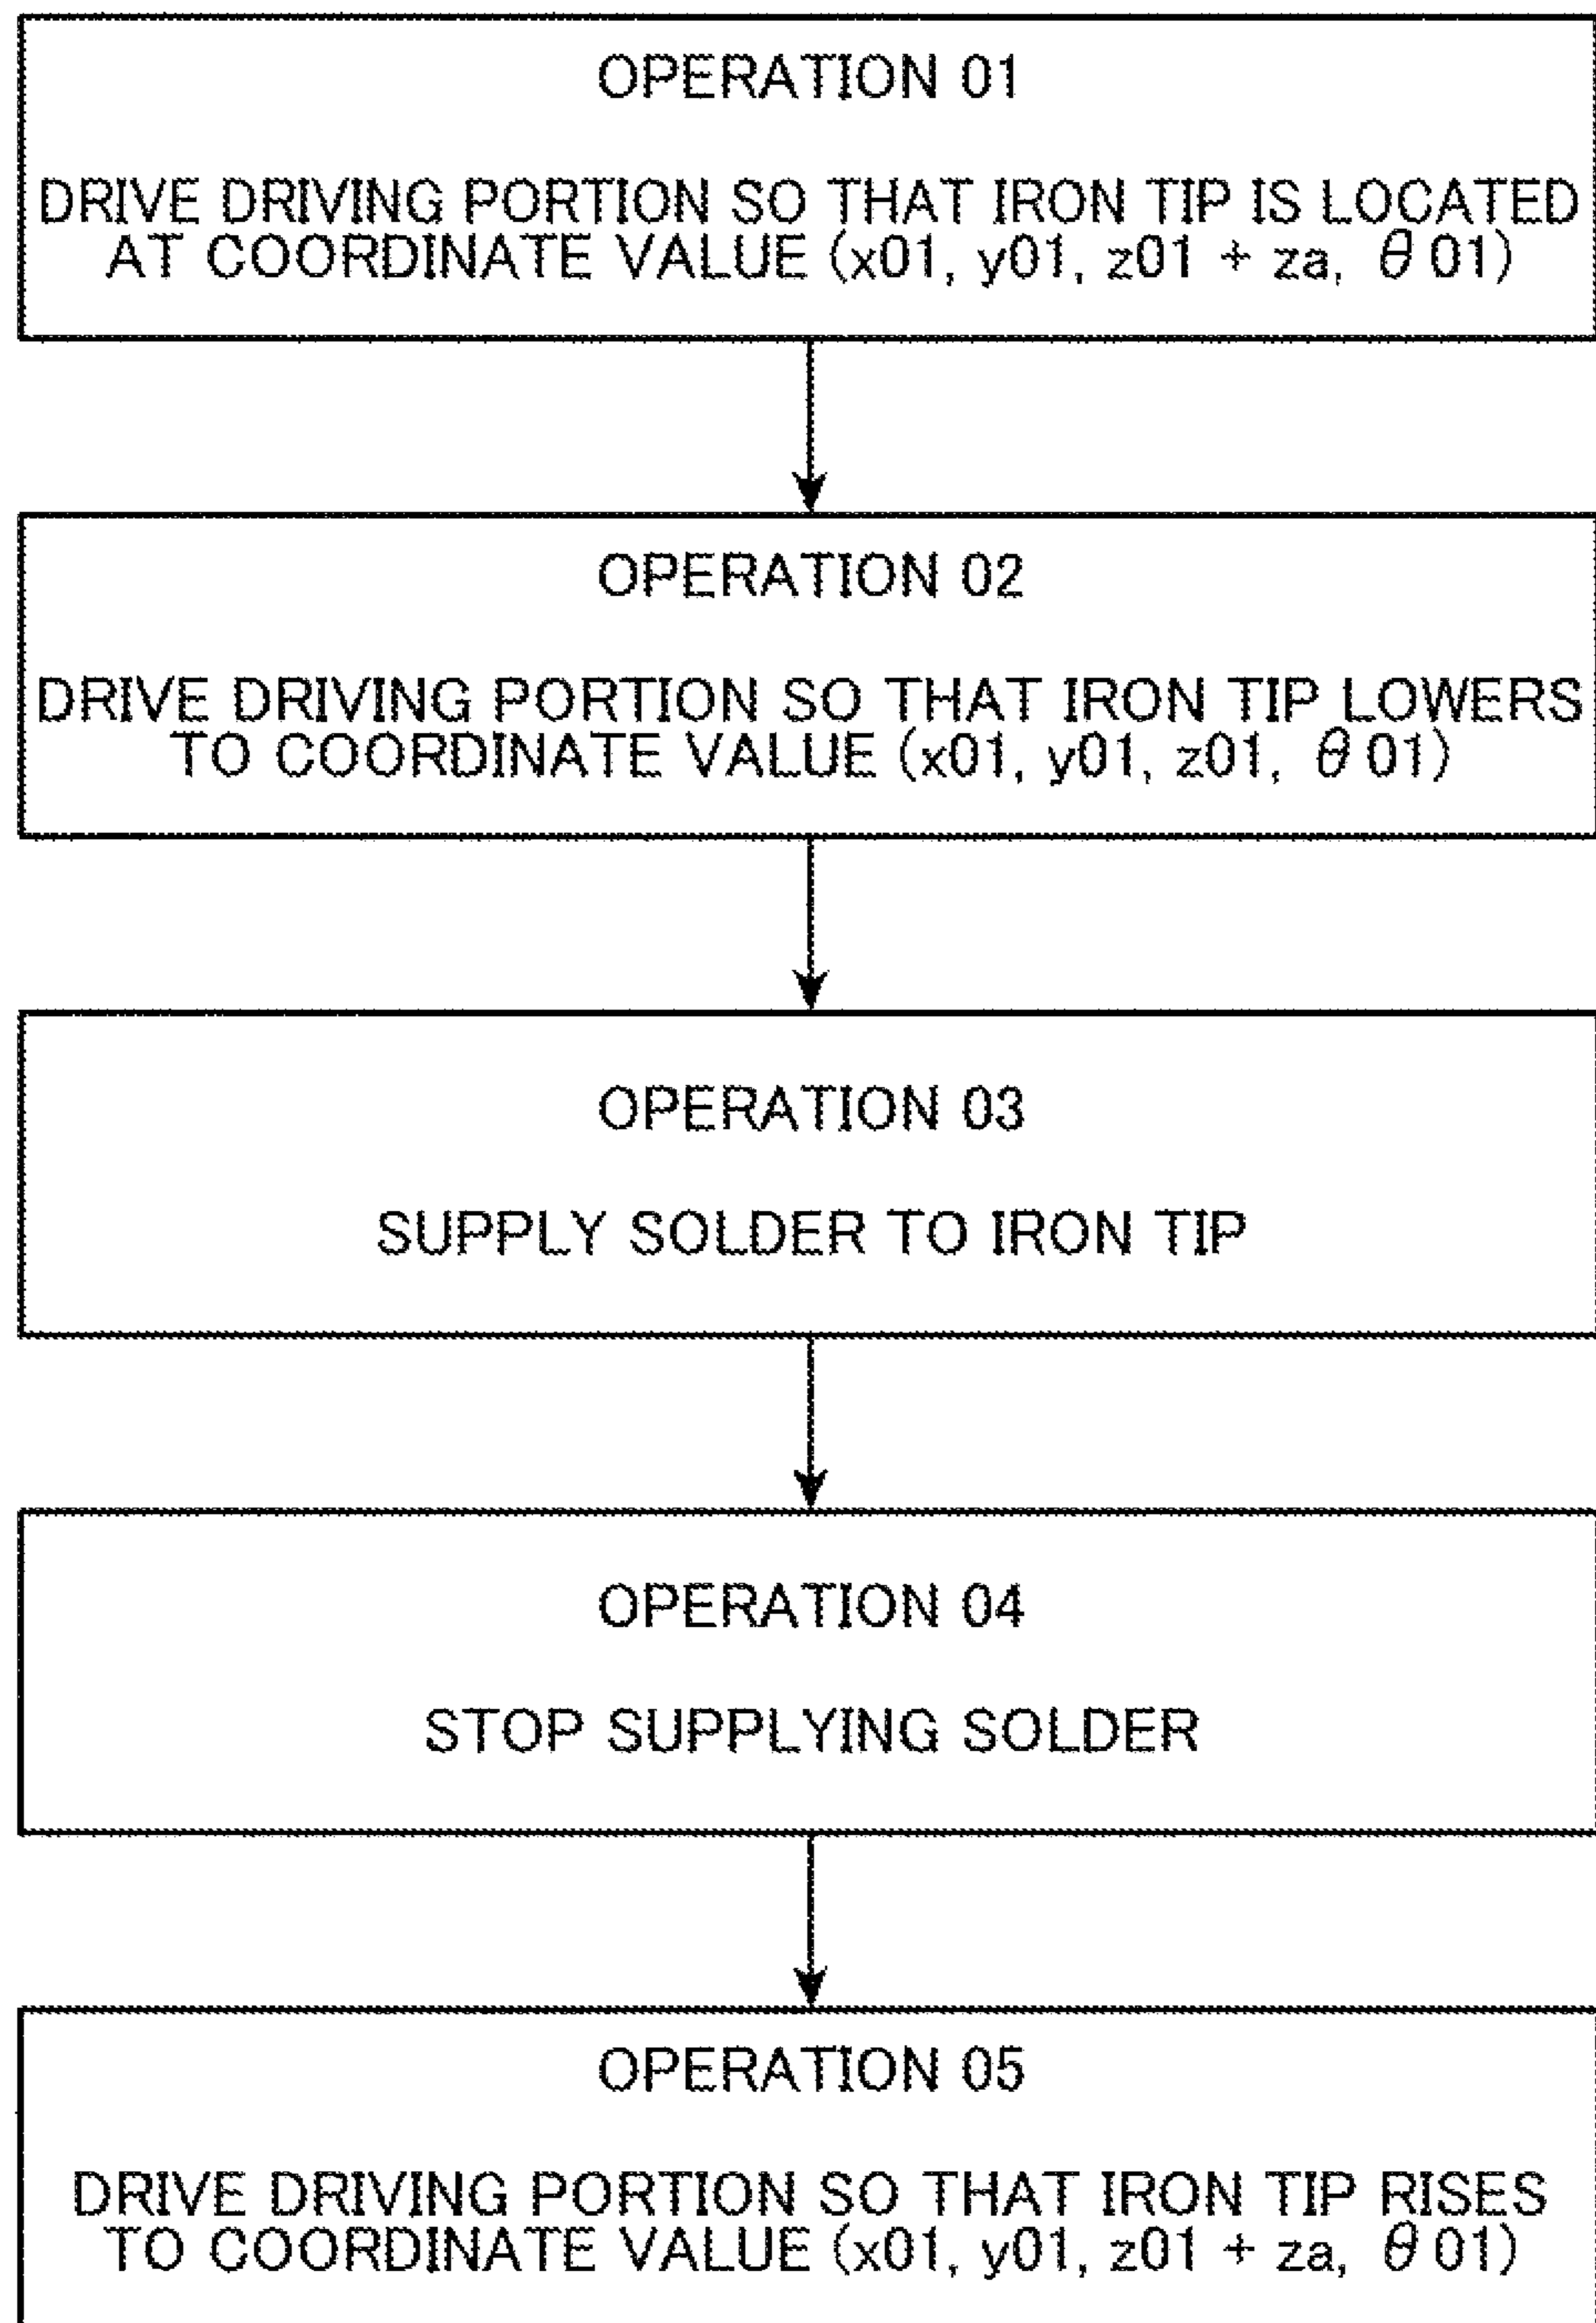 OPERATION 01
DRIVE DRIVING PORTION SO THAT IRON TIP IS LOCATED
AT COORDINATE VALUE (x01, y01, z01 + za, θ01)
OPERATION 02
DRIVE DRIVING PORTION SO THAT IRON TIP LOWERS
TO COORDINATE VALUE (x01, y01, z01, θ01)
OPERATION 03
SUPPLY SOLDER TO IRON TIP
OPERATION 04
STOP SUPPLYING SOLDER
OPERATION 05
DRIVE DRIVING PORTION SO THAT IRON TIP RISES
TO COORDINATE VALUE (x01, y01, z01 + za, θ01)